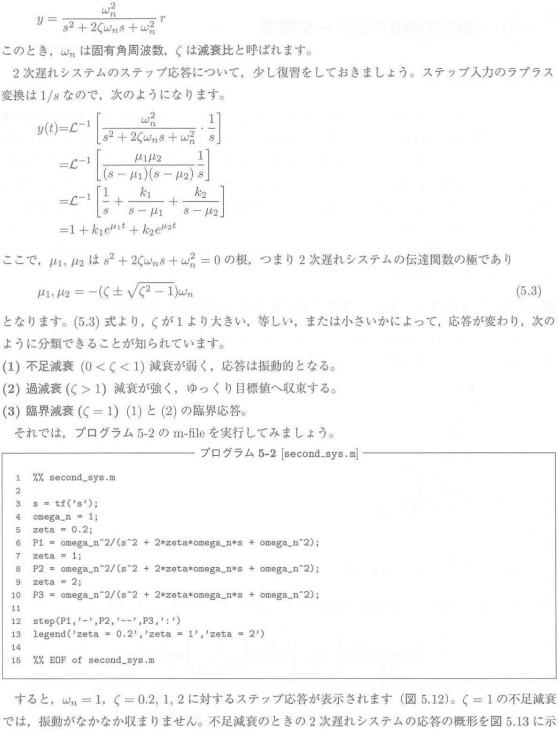 y = \frac{\omega_n^2}{s^2 + 2\zeta\omega_n s + \omega_n^2} r
このとき，ω_n は固有角周波数，ζ は減衰比と呼ばれます。
2 次遅れシステムのステップ応答について，少し復習をしておきましょう。ステップ入力のラプラス
変換は 1/s なので，次のようになります。
y(t)=\mathcal{L}^{-1}\left[\frac{\omega_n^2}{s^2 + 2\zeta\omega_n s + \omega_n^2} \cdot \frac{1}{s}\right]
=\mathcal{L}^{-1}\left[\frac{\mu_1\mu_2}{(s-\mu_1)(s-\mu_2)} \frac{1}{s}\right]
=\mathcal{L}^{-1}\left[\frac{1}{s} + \frac{k_1}{s-\mu_1} + \frac{k_2}{s-\mu_2}\right]
=1 + k_1 e^{\mu_1 t} + k_2 e^{\mu_2 t}
ここで，μ_1, μ_2 は s^2 + 2ζω_n s + ω_n^2 = 0 の根，つまり 2 次遅れシステムの伝達関数の極であり
\mu_1, \mu_2 = -(\zeta \pm \sqrt{\zeta^2 - 1})\omega_n (5.3)
となります。(5.3) 式より，ζ が 1 より大きい，等しい，または小さいかによって，応答が変わり，次の
ように分類できることが知られています。
(1) 不足減衰 (0 < ζ < 1) 減衰が弱く，応答は振動的となる。
(2) 過減衰 (ζ > 1) 減衰が強く，ゆっくり目標値へ収束する。
(3) 臨界減衰 (ζ = 1) (1) と (2) の臨界応答。
それでは，プログラム 5-2 の m-file を実行してみましょう。
プログラム 5-2 [second_sys.m]
1 %% second_sys.m
2
3 s = tf('s');
4 omega_n = 1;
5 zeta = 0.2;
6 P1 = omega_n^2/(s^2 + 2*zeta*omega_n*s + omega_n^2);
7 zeta = 1;
8 P2 = omega_n^2/(s^2 + 2*zeta*omega_n*s + omega_n^2);
9 zeta = 2;
10 P3 = omega_n^2/(s^2 + 2*zeta*omega_n*s + omega_n^2);
11
12 step(P1,'-',P2,'--',P3,':')
13 legend('zeta = 0.2','zeta = 1','zeta = 2')
14
15 %% EOF of second_sys.m
すると，ω_n = 1，ζ = 0.2, 1, 2 に対するステップ応答が表示されます（図 5.12）。ζ = 1 の不足減衰
では，振動がなかなか収まりません。不足減衰のときの 2 次遅れシステムの応答の概形を図 5.13 に示